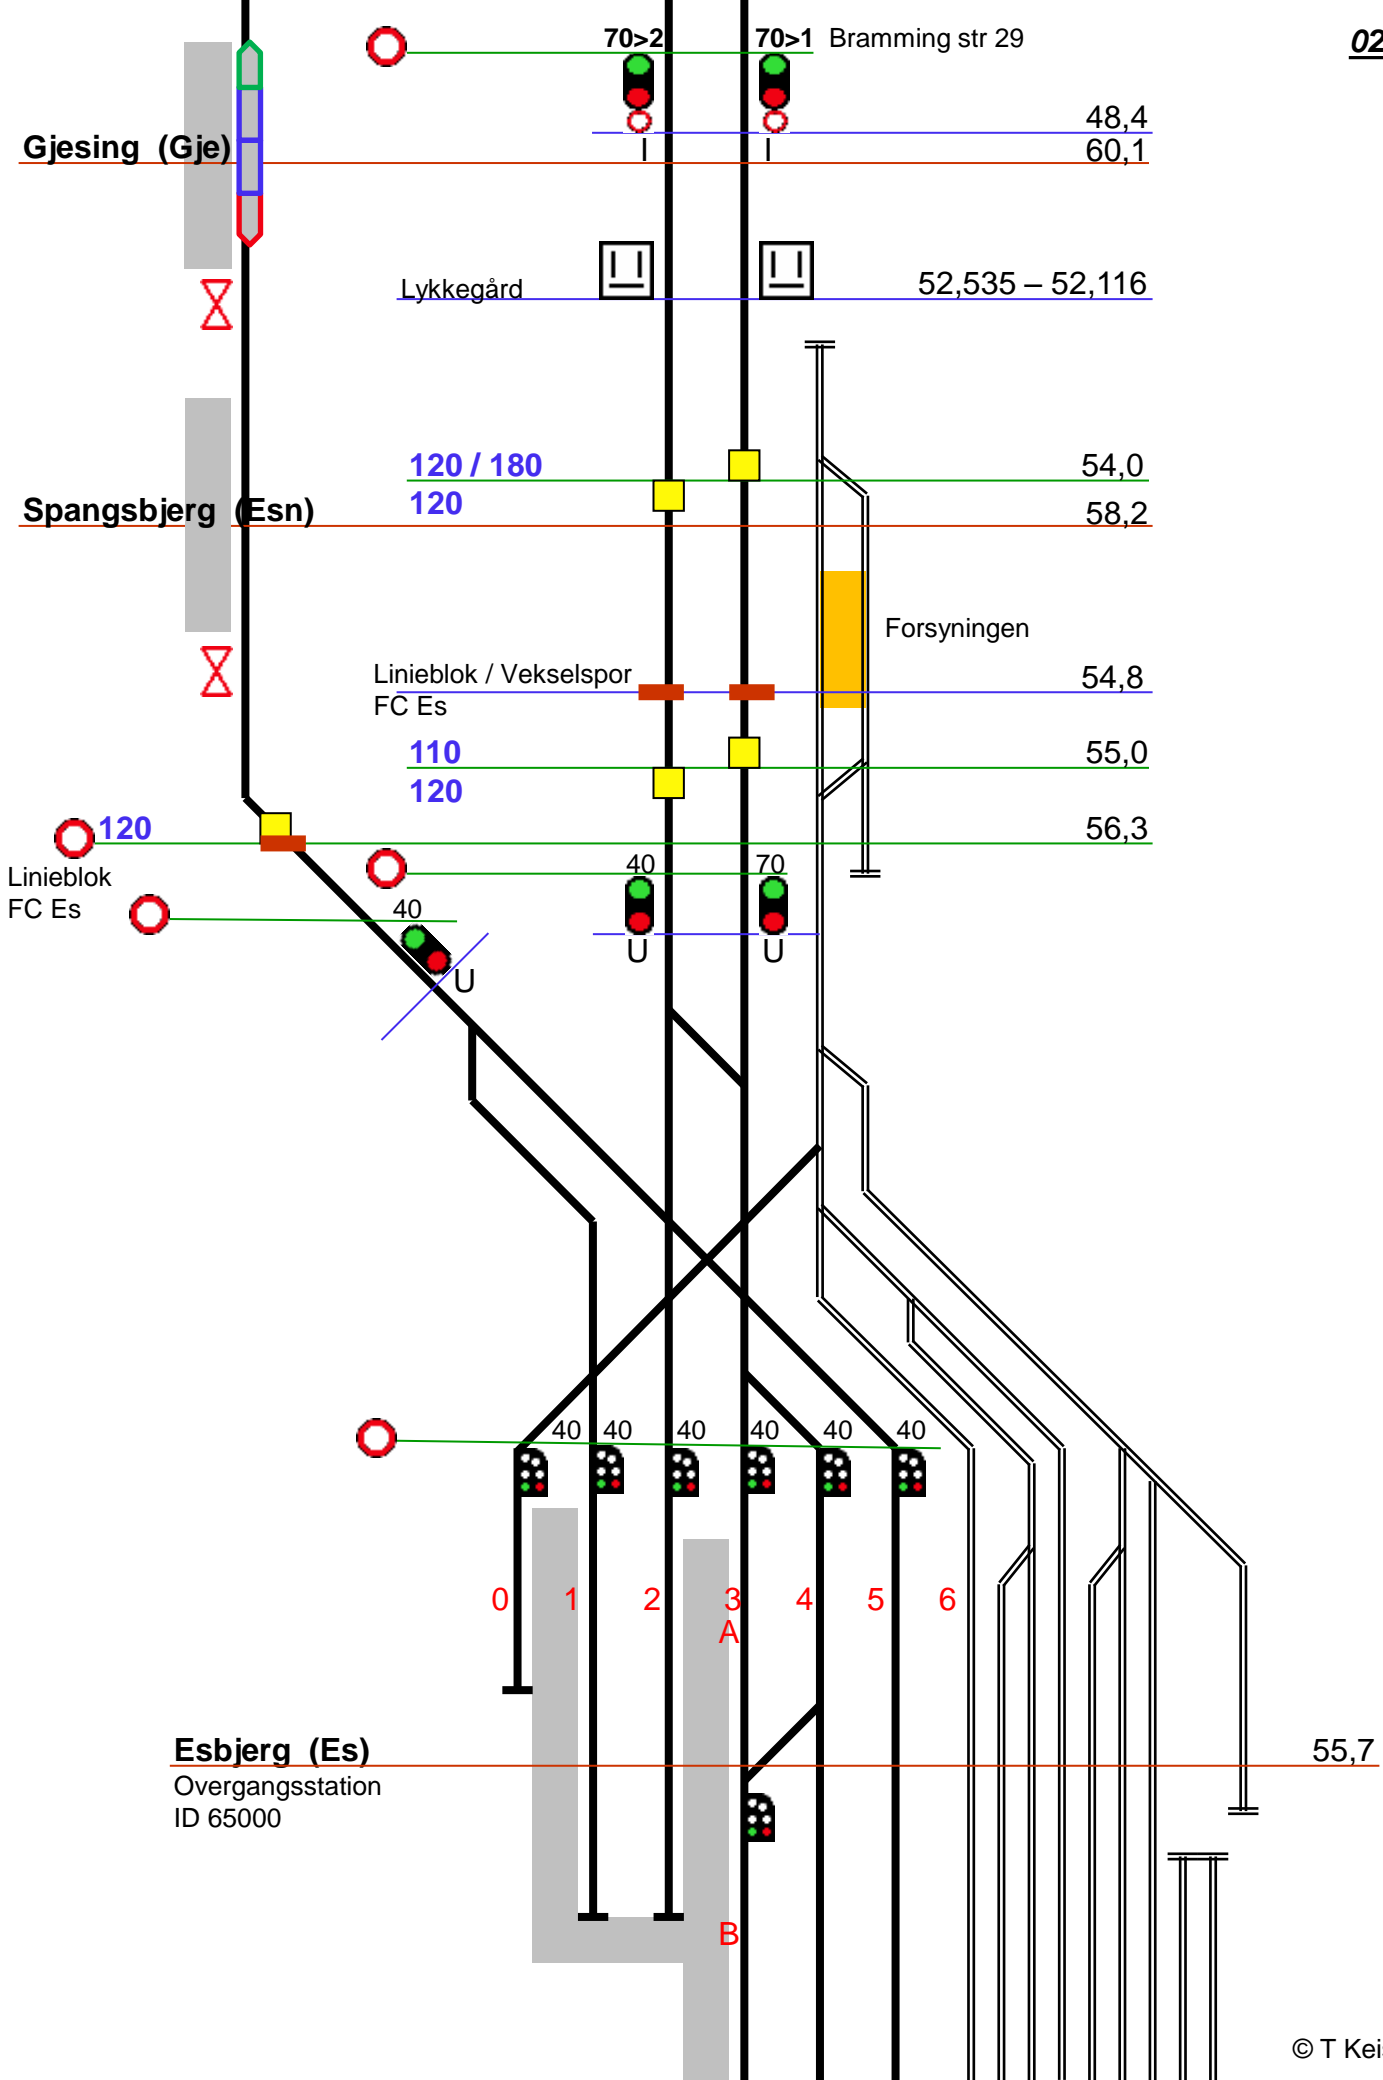 70>2 70>1 Bramming str 29
02
48,4
Gjesing (Gje)
60,1
I I
Lykkegård
52,535 – 52,116
120 / 180
54,0
120
Spangsbjerg (Esn)
58,2
Forsyningen
Linieblok / Vekselspor
54,8
FC Es
110
55,0
120
120
56,3
40 70
Linieblok
FC Es
40
U U
U
40 40 40 40 40 40
0 1 2 3 4 5 6
A
Esbjerg (Es)
55,7
Overgangsstation
ID 65000
B
© T Keis